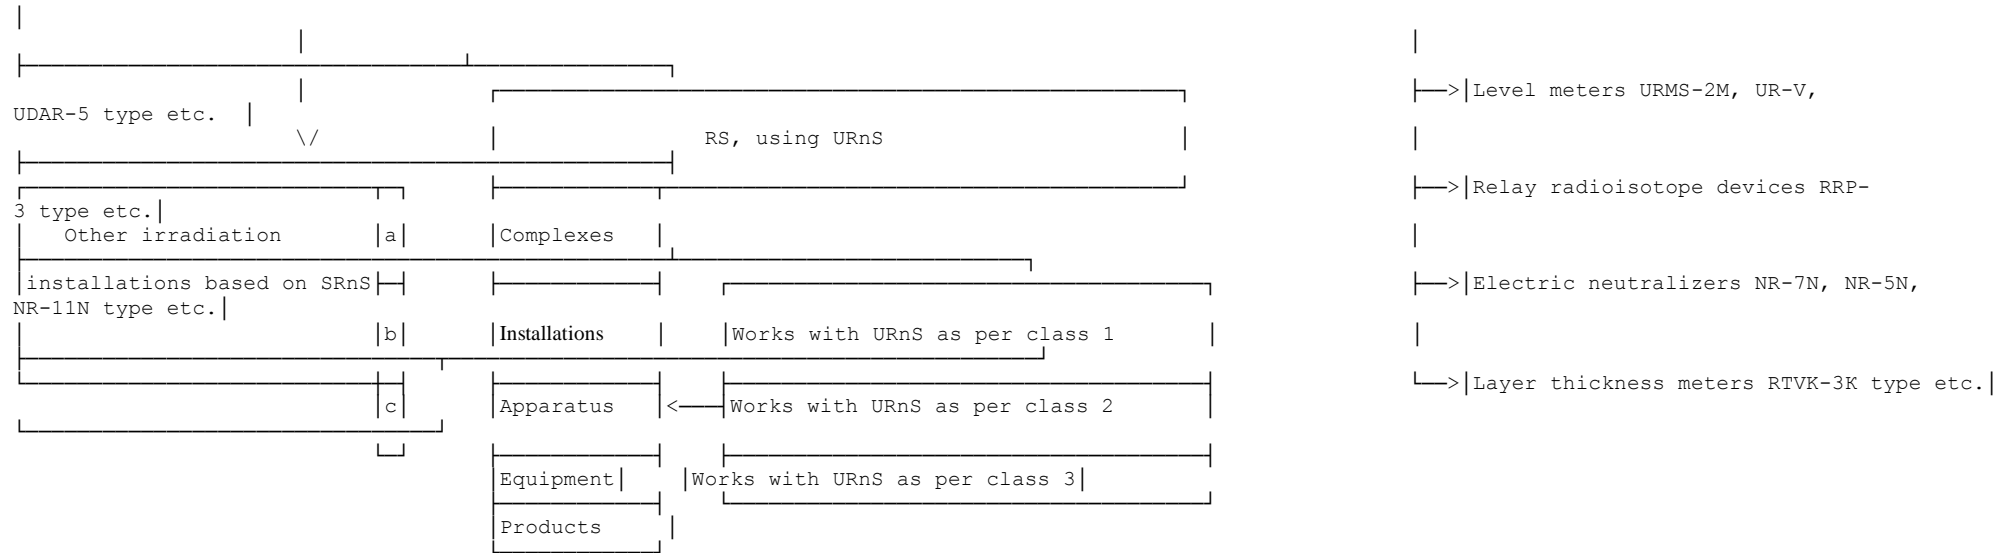 Level meters URMS-2M, UR-V,
UDAR-5 type etc.
RS, using URnS
Relay radioisotope devices RRP-
3 type etc.
Other irradiation a Complexes
installations based on SRnS Electric neutralizers NR-7N, NR-5N,
NR-11N type etc.
b Installations Works with URnS as per class 1
Layer thickness meters RTVK-3K type etc.
c Apparatus Works with URnS as per class 2
Equipment Works with URnS as per class 3
Products